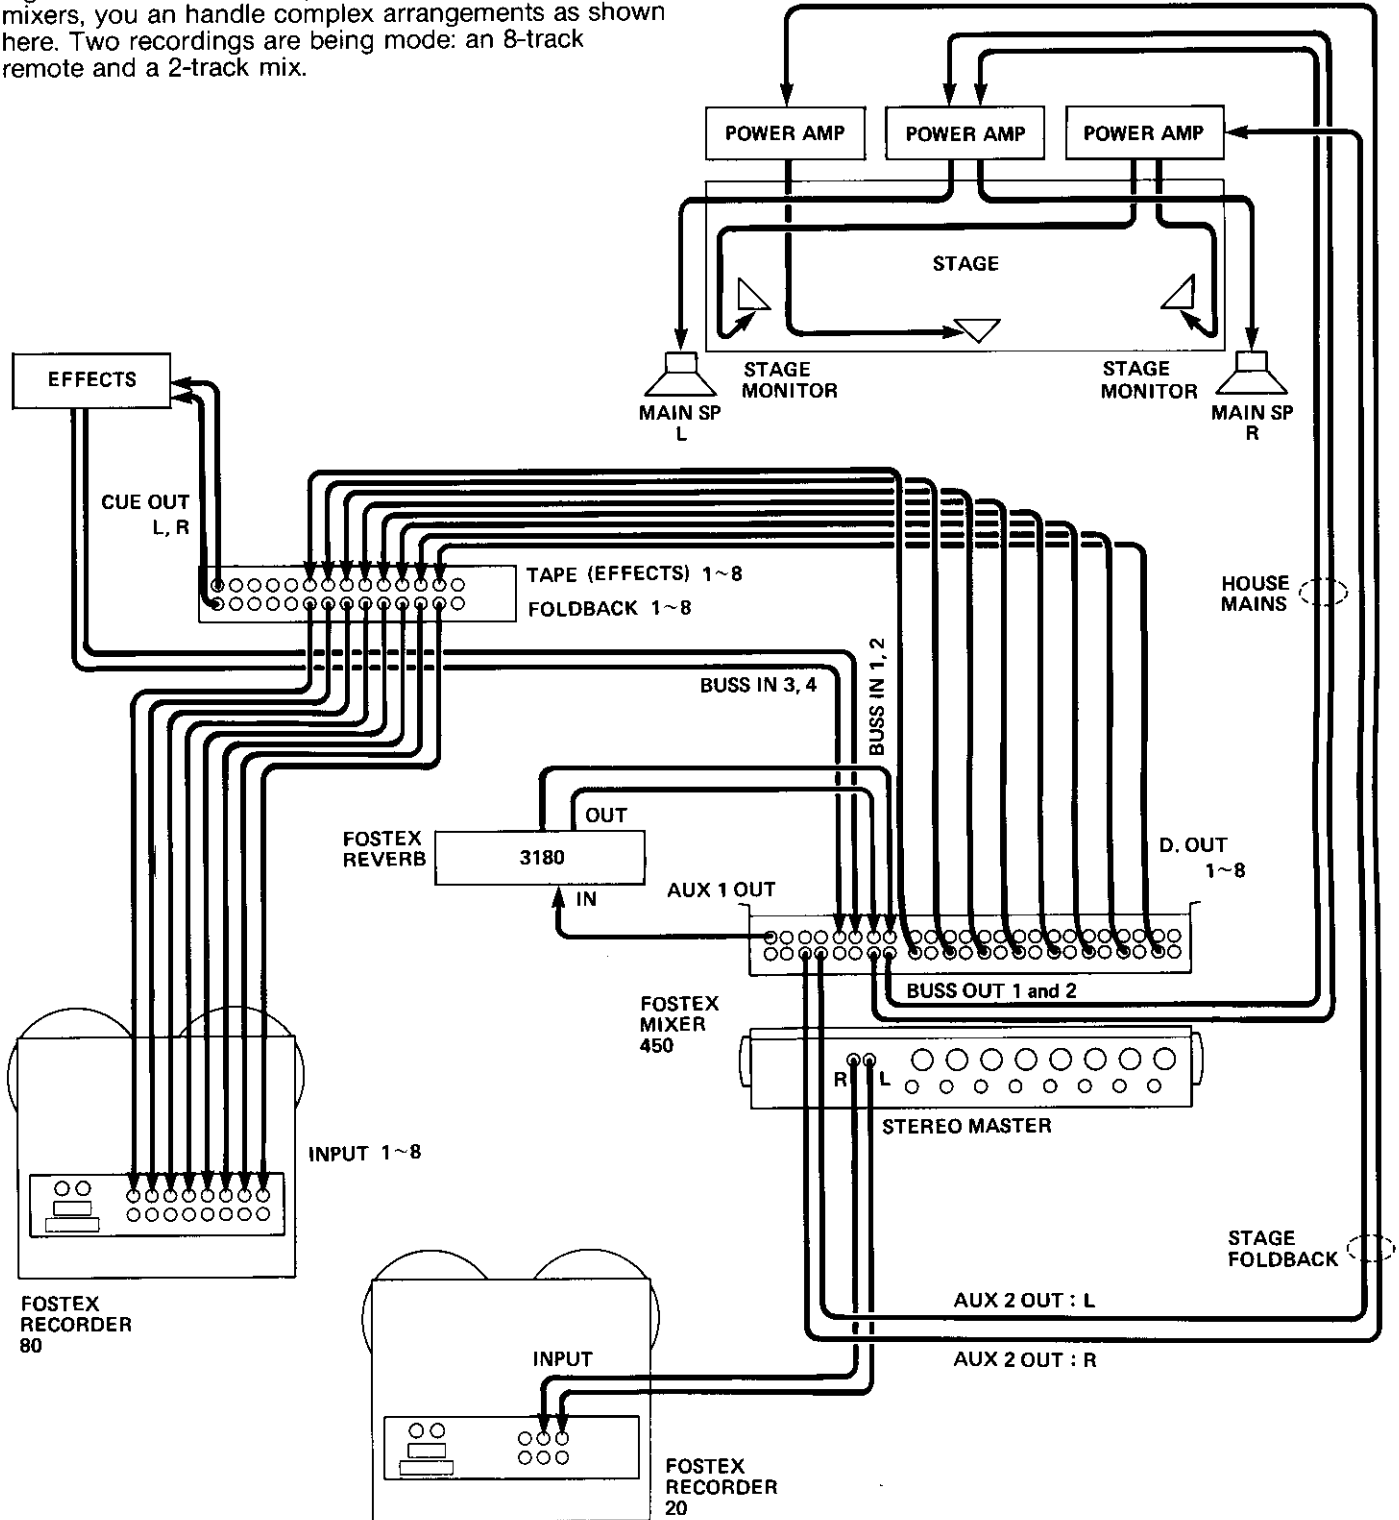 mixers, you an handle complex arrangements as shown
here. Two recordings are being mode: an 8-track
remote and a 2-track mix.
POWER AMP
POWER AMP
POWER AMP
STAGE
STAGE
MONITOR
STAGE
MONITOR
MAIN SP
L
MAIN SP
R
EFFECTS
CUE OUT
L, R
TAPE (EFFECTS) 1~8
FOLDBACK 1~8
HOUSE
MAINS
BUSS IN 3, 4
BUSS IN 1, 2
OUT
FOSTEX
REVERB
3180
IN
AUX 1 OUT
D. OUT
1~8
BUSS OUT 1 and 2
FOSTEX
MIXER
450
R
L
STEREO MASTER
INPUT 1~8
STAGE
FOLDBACK
FOSTEX
RECORDER
80
AUX 2 OUT : L
AUX 2 OUT : R
INPUT
FOSTEX
RECORDER
20